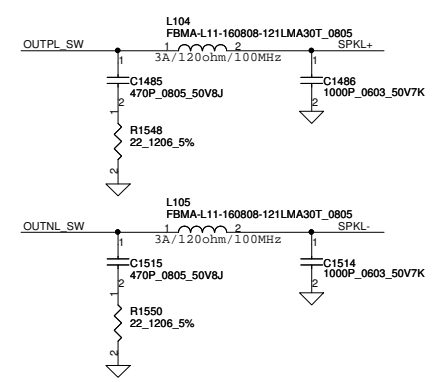 L104
FBMA-L11-160808-121LMA30T_0805
OUTPL_SW
1
2
SPKL+
3A/120ohm/100MHz
1
C1485
470P_0805_50V8J
2
1
C1486
1000P_0603_50V7K
2
1
R1548
22_1206_5%
2
L105
FBMA-L11-160808-121LMA30T_0805
OUTNL_SW
1
2
SPKL-
3A/120ohm/100MHz
1
C1515
470P_0805_50V8J
2
1
C1514
1000P_0603_50V7K
2
1
R1550
22_1206_5%
2